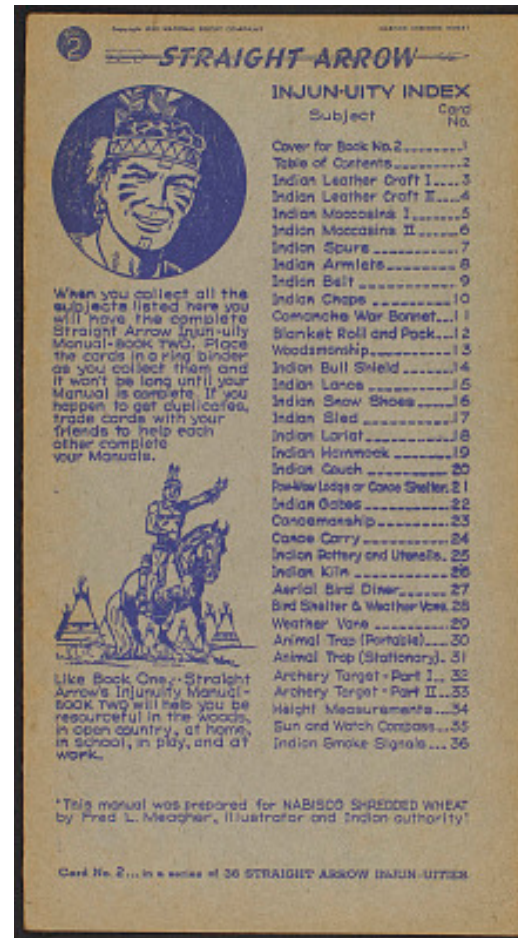 2
Copyright NATIONAL BISCUIT COMPANY
NABISCO SHREDDED WHEAT
STRAIGHT ARROW
INJUN-UITY INDEX
Subject Card No.
Cover for Book No. 2 1
Table of Contents 2
Indian Leather Craft I 3
Indian Leather Craft II 4
Indian Moccasins I 5
Indian Moccasins II 6
Indian Spurs 7
Indian Armlets 8
Indian Belt 9
Indian Chaps 10
Comanche War Bonnet 11
Blanket Roll and Pack 12
Woodsmanship 13
Indian Bull Shield 14
Indian Lance 15
Indian Snow Shoes 16
Indian Sled 17
Indian Lariat 18
Indian Hammock 19
Indian Couch 20
Pow-Wow Lodge or Canoe Shelter. 21
Indian Gates 22
Canoemanship 23
Canoe Carry 24
Indian Pottery and Utensils 25
Indian Kiln 26
Aerial Bird Diner 27
Bird Shelter & Weather Vane. 28
Weather Vane 29
Animal Trap (Portable) 30
Animal Trap (Stationary) 31
Archery Target - Part I 32
Archery Target - Part II 33
Height Measurements 34
Sun and Watch Compass 35
Indian Smoke Signals 36
When you collect all the
subjects listed here you
will have the complete
Straight Arrow Injun-uity
Manual-BOOK TWO. Place
the cards in a ring binder
as you collect them and
it won't be long until your
Manual is complete. If you
happen to get duplicates,
trade cards with your
friends to help each
other complete
your Manuals.
Like Book One,-Straight
Arrow's Injunuity Manual-
BOOK TWO will help you be
resourceful in the woods,
in open country, at home,
in school, in play, and at
work.
"This manual was prepared for NABISCO SHREDDED WHEAT
by Fred L. Meagher, illustrator and Indian authority"
Card No. 2... in a series of 36 STRAIGHT ARROW INJUN-UITIES